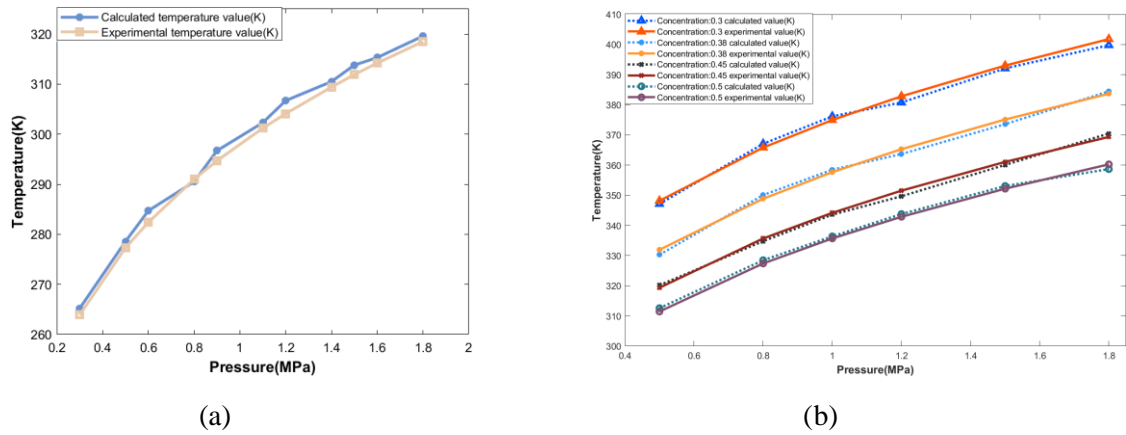 Calculated temperature value(K)
Experimental temperature value(K)
320
310
300
290
280
270
260
Temperature(K)
0.2 0.4 0.6 0.8 1 1.2 1.4 1.6 1.8 2
Pressure(MPa)
(a)
Concentration:0.3 calculated value(K)
Concentration:0.3 experimental value(K)
Concentration:0.38 calculated value(K)
Concentration:0.38 experimental value(K)
Concentration:0.45 calculated value(K)
Concentration:0.45 experimental value(K)
Concentration:0.5 calculated value(K)
Concentration:0.5 experimental value(K)
410
400
390
380
370
360
350
340
330
320
310
300
Temperature(K)
0.4 0.6 0.8 1 1.2 1.4 1.6 1.8
Pressure(MPa)
(b)